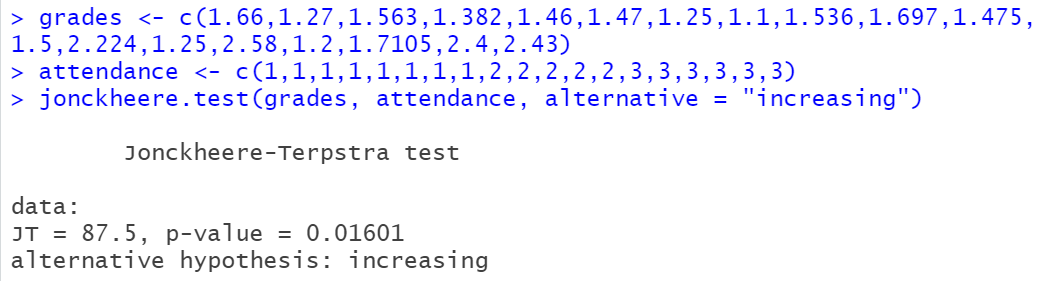 > grades <- c(1.66,1.27,1.563,1.382,1.46,1.47,1.25,1.1,1.536,1.697,1.475,
1.5,2.224,1.25,2.58,1.2,1.7105,2.4,2.43)
> attendance <- c(1,1,1,1,1,1,1,1,2,2,2,2,2,3,3,3,3,3,3)
> jonckheere.test(grades, attendance, alternative = "increasing")
Jonckheere-Terpstra test
data:
JT = 87.5, p-value = 0.01601
alternative hypothesis: increasing